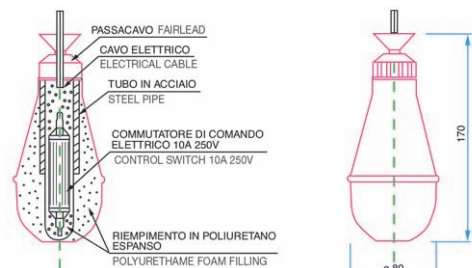 PASSACAVO FAIRLEAD
CAVO ELETTRICO
ELECTRICAL CABLE
TUBO IN ACCIAIO
STEEL PIPE
COMMUTATORE DI COMANDO
ELETTRICO 10A 250V
CONTROL SWITCH 10A 250V
RIEMPIMENTO IN POLIURETANO
ESPANSO
POLYURETHAME FOAM FILLING
170